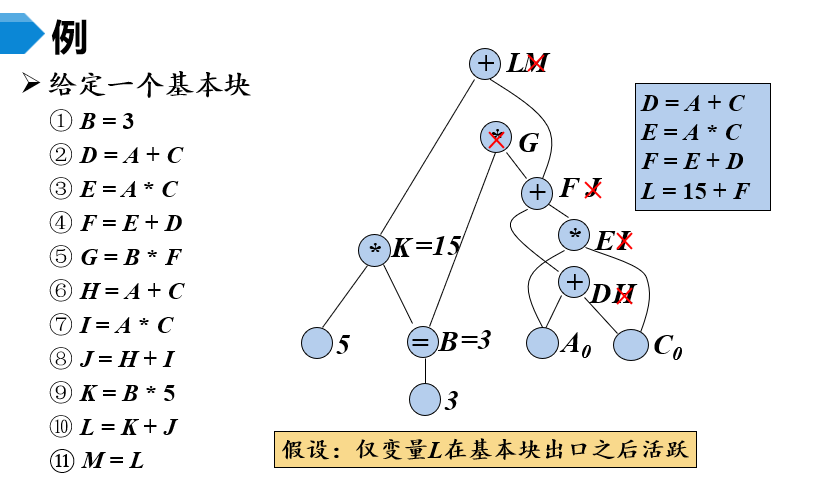 例
➢ 给定一个基本块
① B = 3
② D = A + C
③ E = A * C
④ F = E + D
⑤ G = B * F
⑥ H = A + C
⑦ I = A * C
⑧ J = H + I
⑨ K = B * 5
⑩ L = K + J
⑪ M = L
+ LM
* G
+ F J
* EI
+ DH
* K=15
5
= B=3
A0
C0
3
D = A + C
E = A * C
F = E + D
L = 15 + F
假设：仅变量L在基本块出口之后活跃